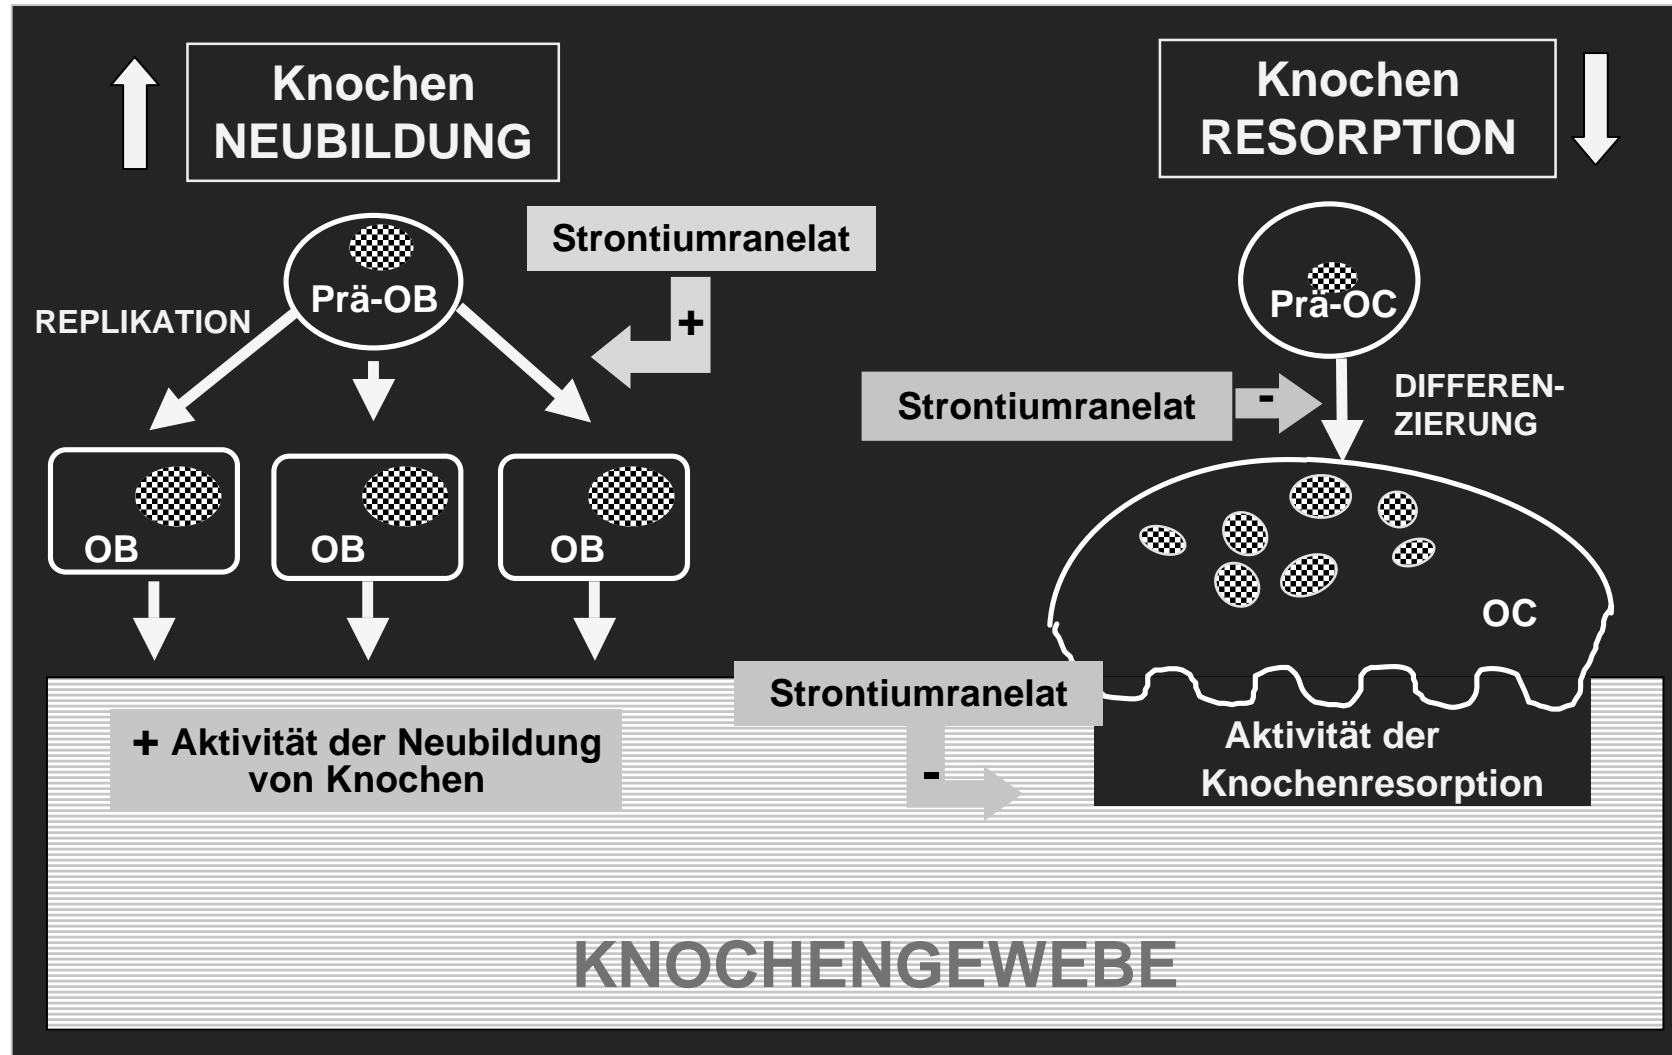 Knochen
NEUBILDUNG
Knochen
RESORPTION
Strontiumranelat
+
Prä-OB
REPLIKATION
Prä-OC
Strontiumranelat
-
DIFFEREN-
ZIERUNG
OB
OB
OB
OC
Strontiumranelat
-
+ Aktivität der Neubildung
von Knochen
Aktivität der
Knochenresorption
KNOCHENGEWEBE